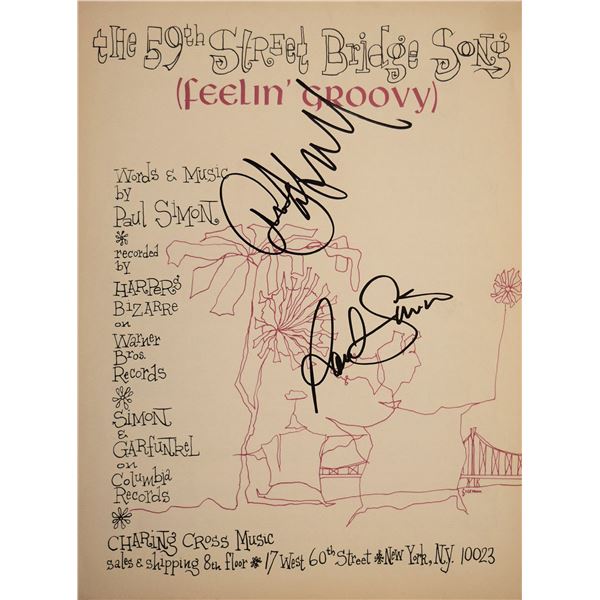 the 59th Street Bridge Song
(feelin' groovy)
Words & Music
by
Paul Simon
*
recorded
by
Harpers
Bizarre
on
Warner
Bros.
Records
*
Simon
&
Garfunkel
on
Columbia
Records
*
Paul Simon
Charing Cross Music
sales & shipping 8th floor * 17 West 60th Street * New York, N.Y. 10023